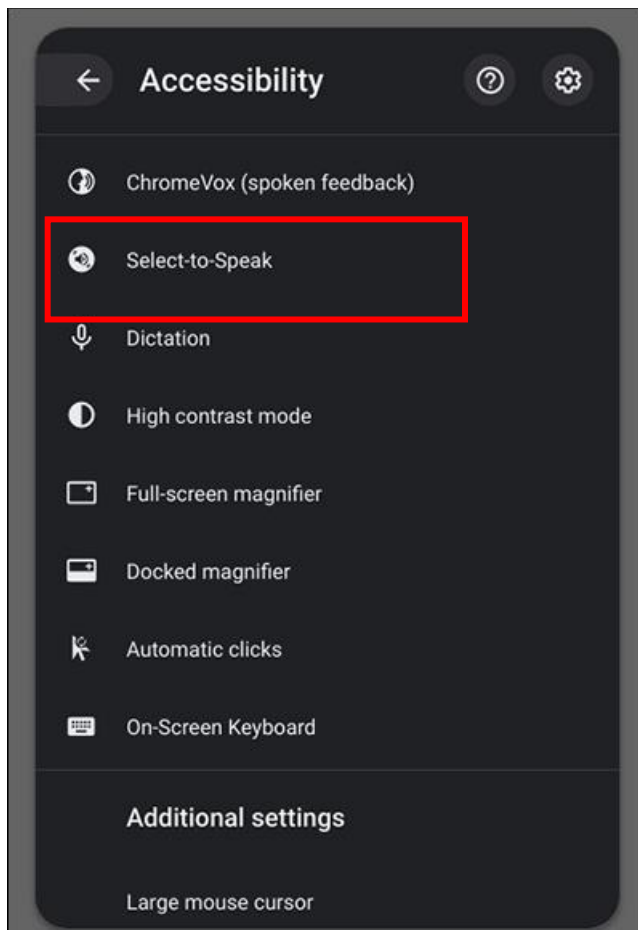 Accessibility
ChromeVox (spoken feedback)
Select-to-Speak
Dictation
High contrast mode
Full-screen magnifier
Docked magnifier
Automatic clicks
On-Screen Keyboard
Additional settings
Large mouse cursor